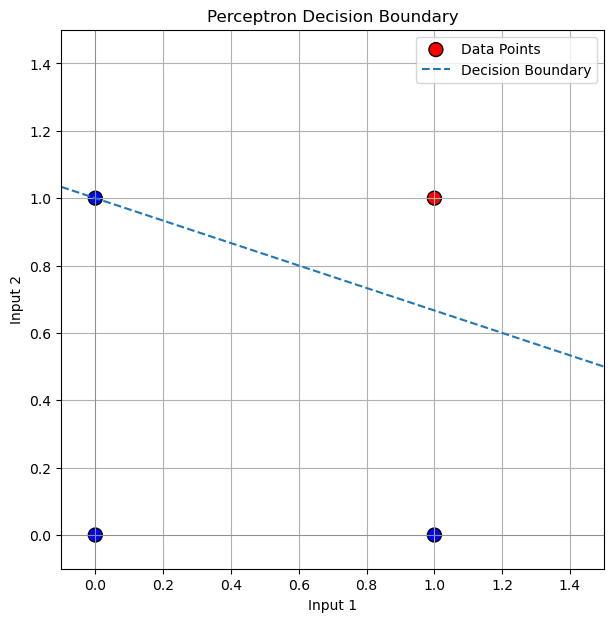 Perceptron Decision Boundary
Data Points
Decision Boundary
1.4
1.2
1.0
0.8
0.6
0.4
0.2
0.0
Input 2
0.0 0.2 0.4 0.6 0.8 1.0 1.2 1.4
Input 1